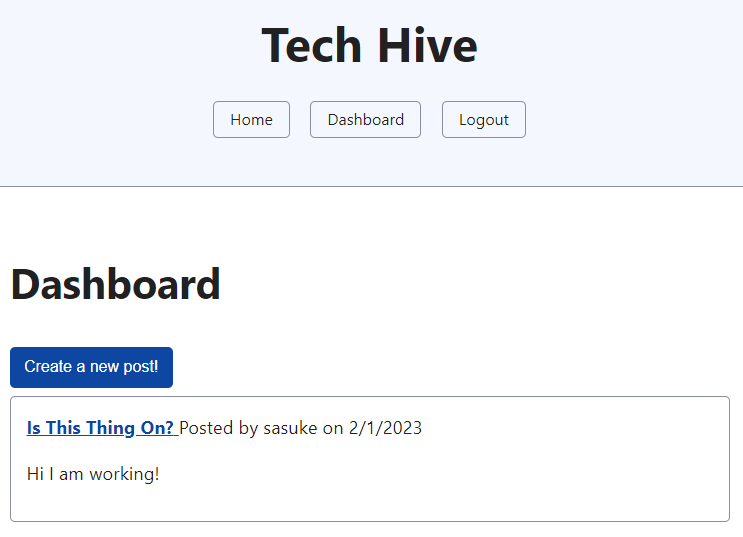 Tech Hive
Home Dashboard Logout
Dashboard
Create a new post!
Is This Thing On? Posted by sasuke on 2/1/2023
Hi I am working!